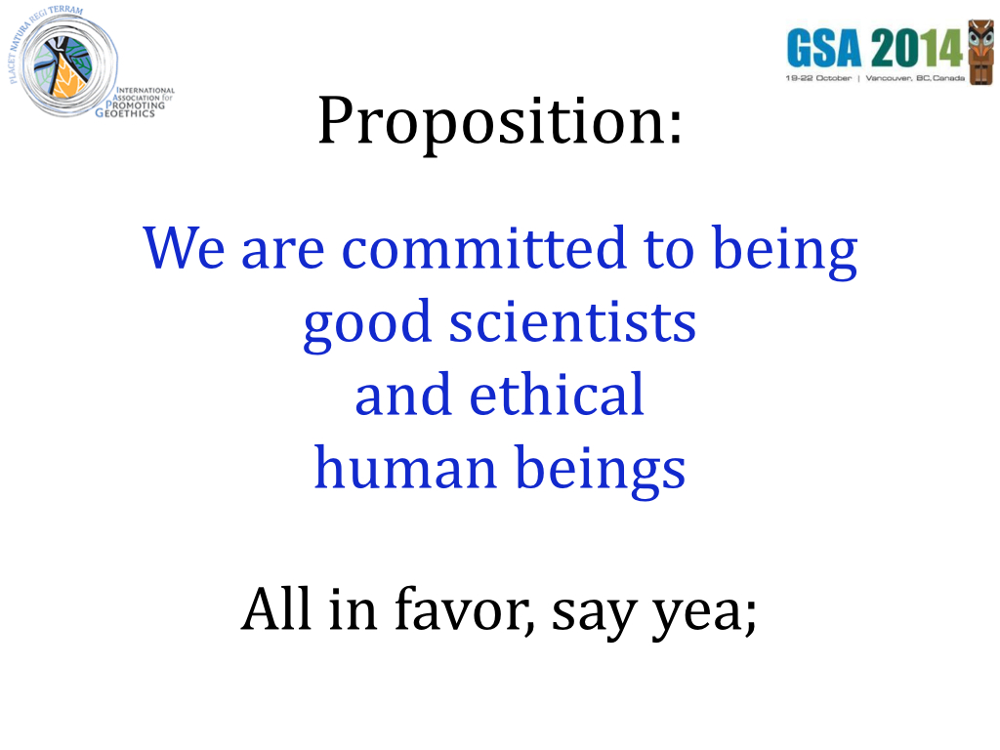 PLACET NATURA REGI TERRAM
INTERNATIONAL
ASSOCIATION for
PROMOTING
GEOETHICS
GSA 2014
19-22 October | Vancouver, BC, Canada
Proposition:
We are committed to being
good scientists
and ethical
human beings
All in favor, say yea;